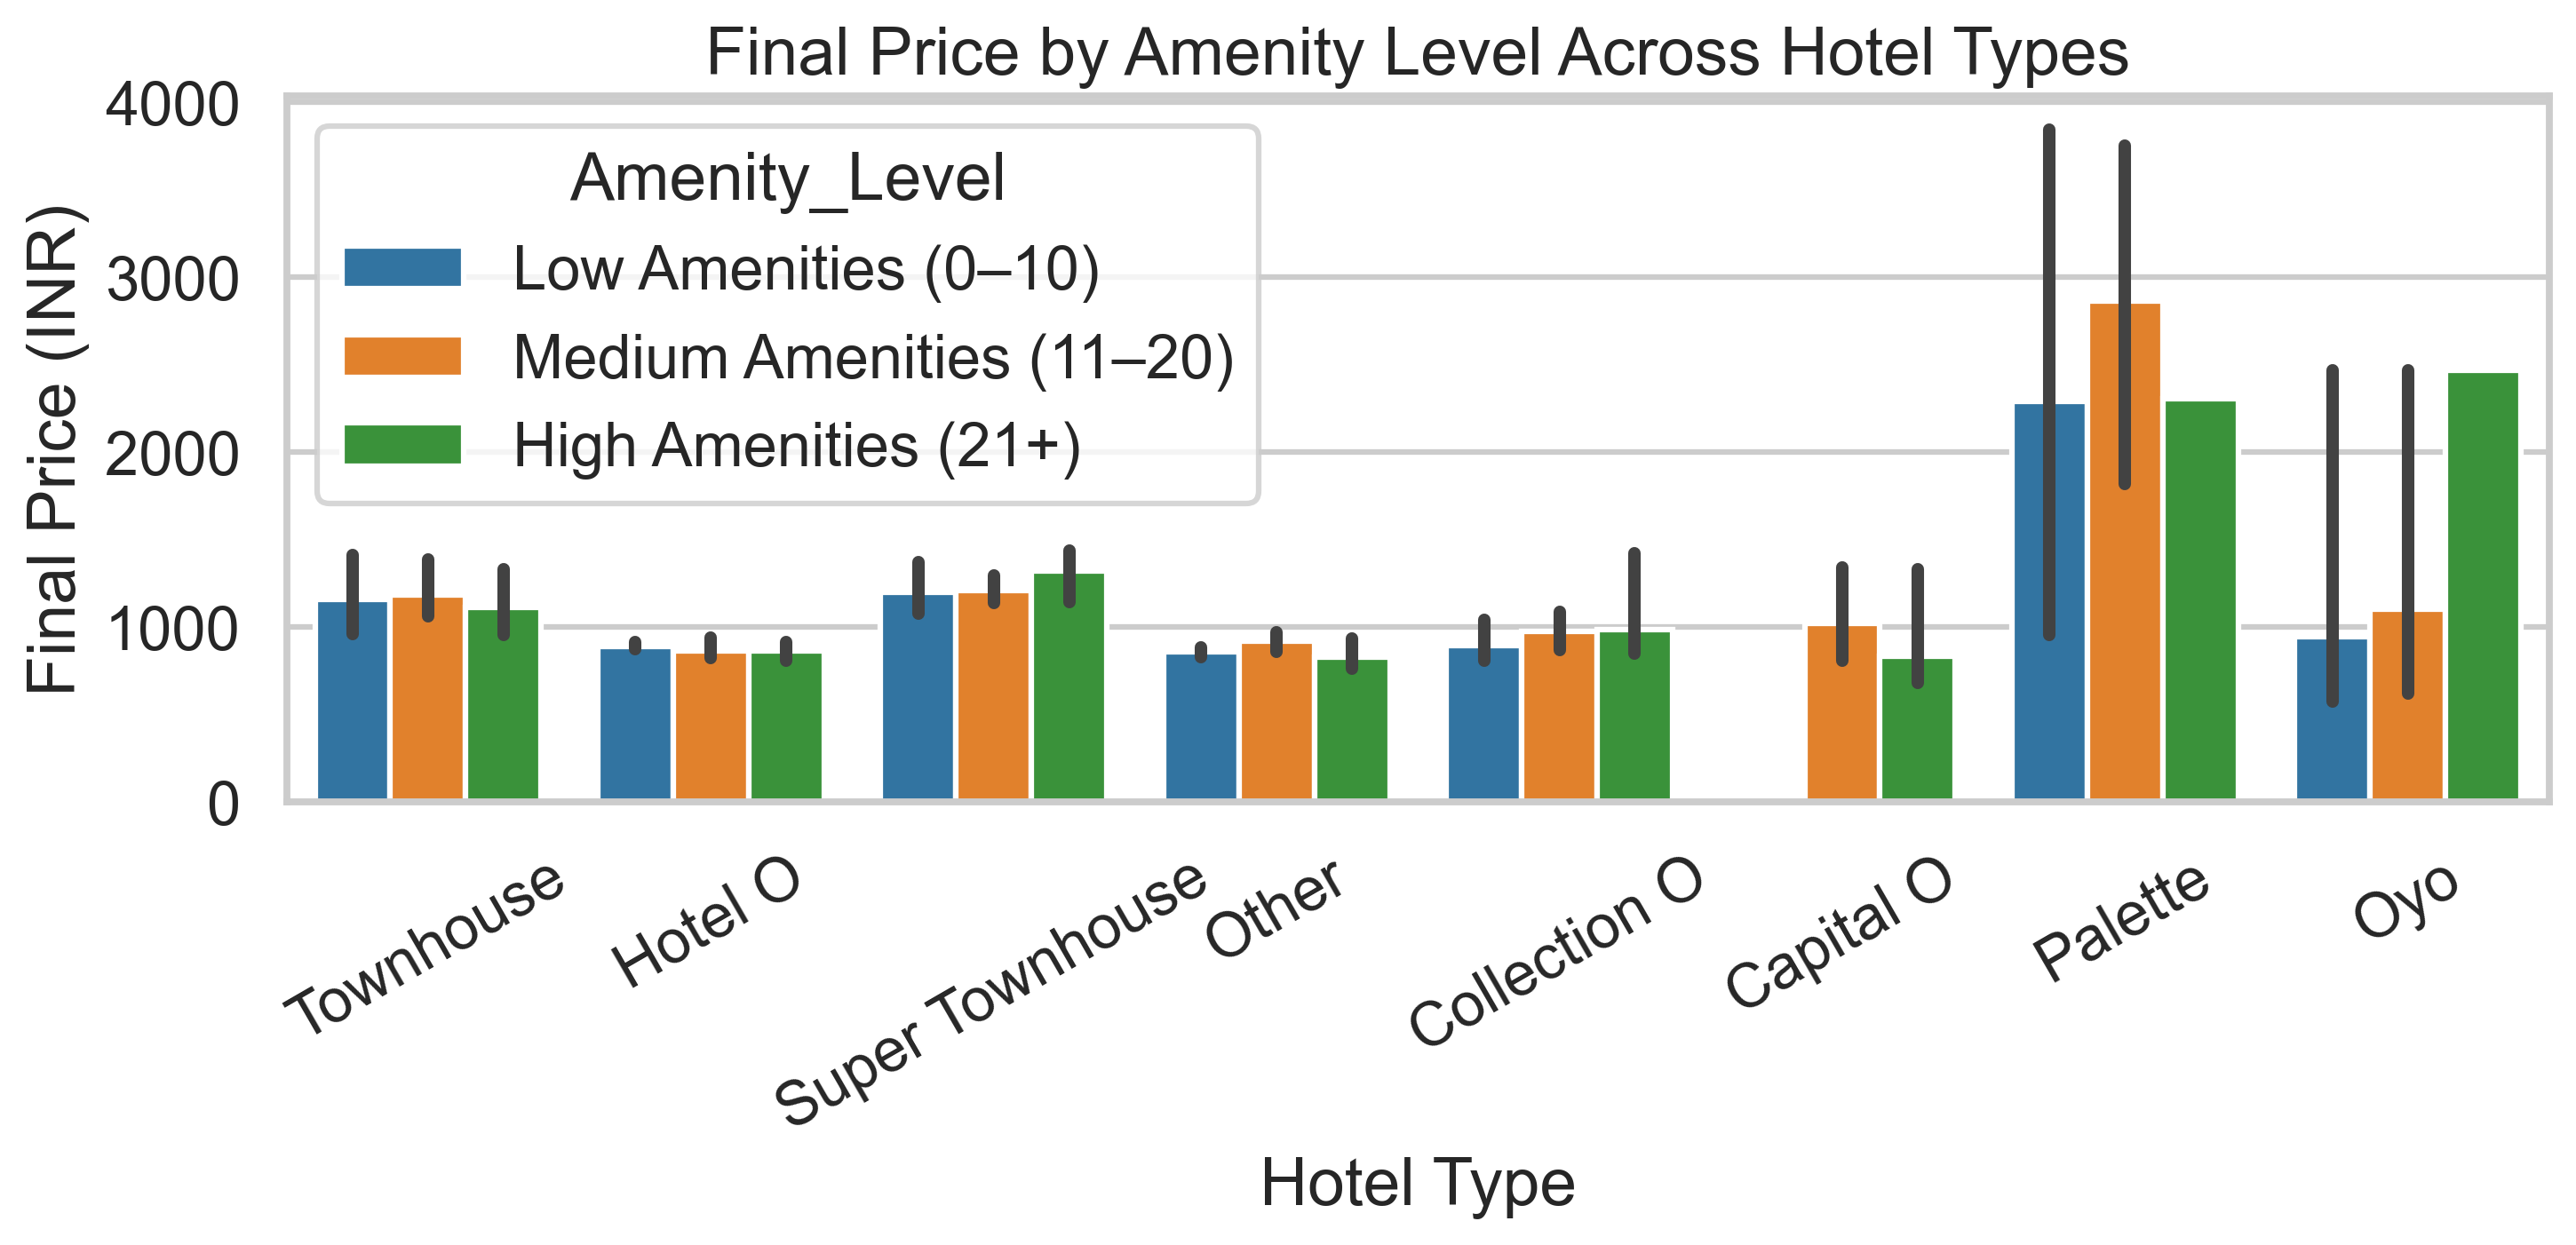 Final Price by Amenity Level Across Hotel Types
Final Price (INR)
4000
3000
2000
1000
0
Amenity_Level
Low Amenities (0–10)
Medium Amenities (11–20)
High Amenities (21+)
Townhouse
Hotel O
Super Townhouse
Other
Collection O
Capital O
Palette
Oyo
Hotel Type